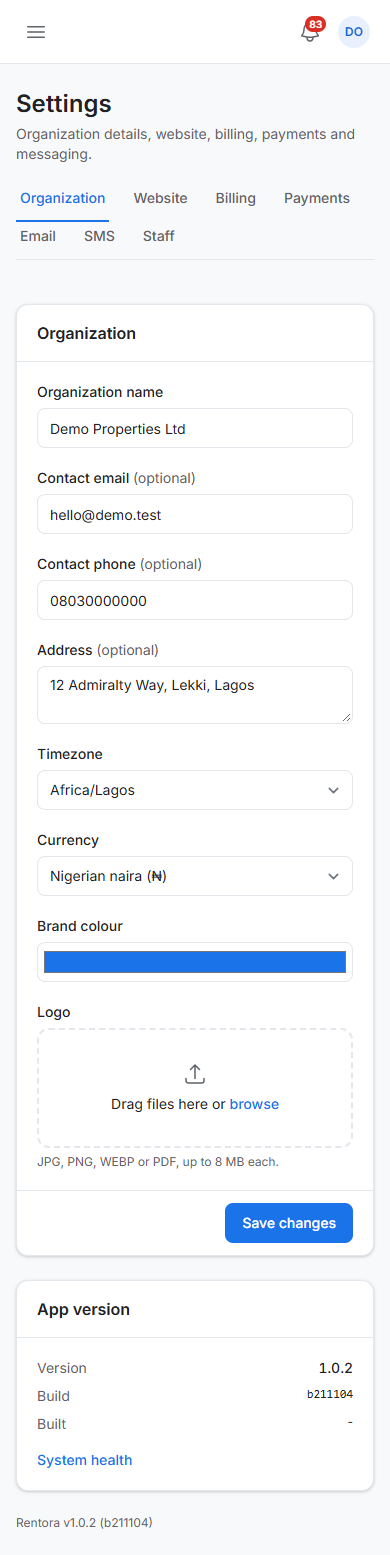 83
DO
Settings
Organization details, website, billing, payments and
messaging.
Organization Website Billing Payments
Email SMS Staff
Organization
Organization name
Demo Properties Ltd
Contact email (optional)
hello@demo.test
Contact phone (optional)
08030000000
Address (optional)
12 Admiralty Way, Lekki, Lagos
Timezone
Africa/Lagos
Currency
Nigerian naira (₦)
Brand colour
Logo
Drag files here or browse
JPG, PNG, WEBP or PDF, up to 8 MB each.
Save changes
App version
Version 1.0.2
Build b211104
Built -
System health
Rentora v1.0.2 (b211104)